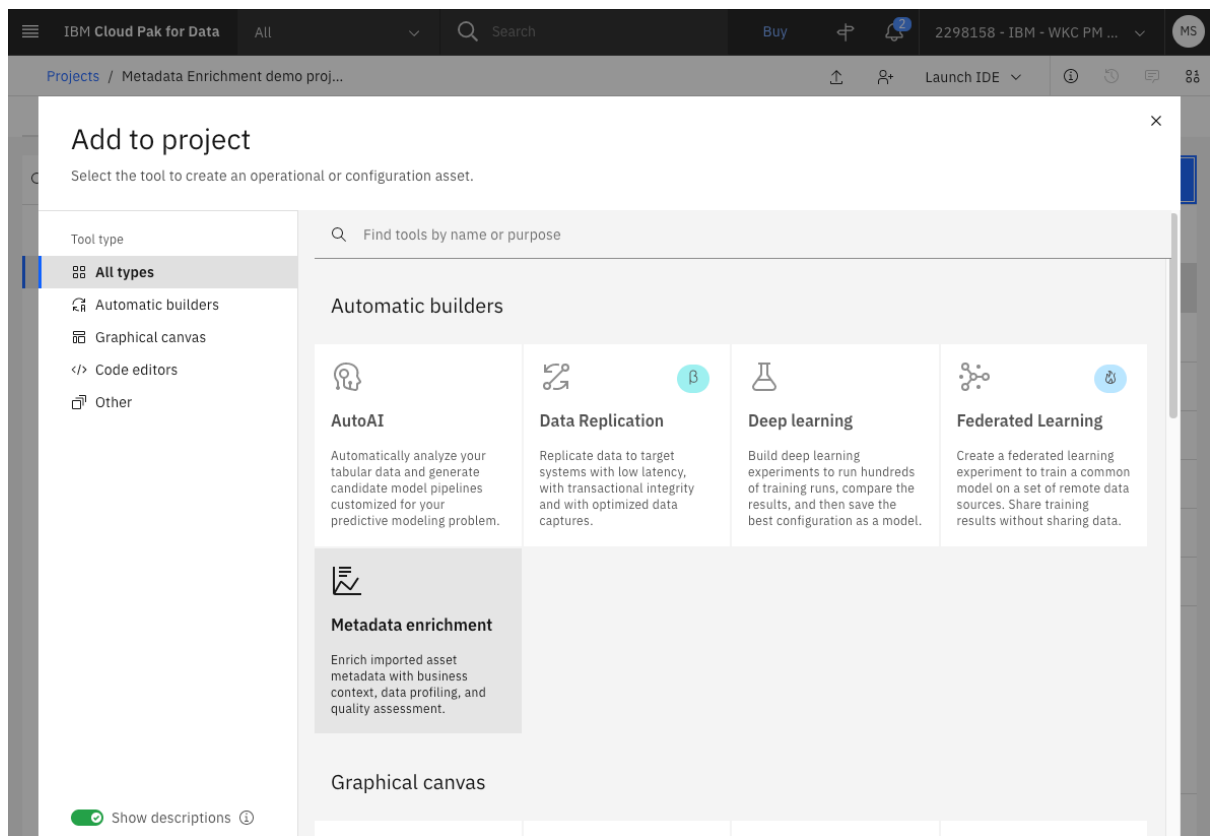 IBM Cloud Pak for Data
All
Search
Buy
2
2298158 - IBM - WKC PM ...
MS
Projects / Metadata Enrichment demo proj...
Launch IDE
Add to project
Select the tool to create an operational or configuration asset.
Tool type
All types
Automatic builders
Graphical canvas
Code editors
Other
Show descriptions
Find tools by name or purpose
Automatic builders
AutoAI
Automatically analyze your
tabular data and generate
candidate model pipelines
customized for your
predictive modeling problem.
β
Data Replication
Replicate data to target
systems with low latency,
with transactional integrity
and with optimized data
captures.
Deep learning
Build deep learning
experiments to run hundreds
of training runs, compare the
results, and then save the
best configuration as a model.
Federated Learning
Create a federated learning
experiment to train a common
model on a set of remote data
sources. Share training
results without sharing data.
Metadata enrichment
Enrich imported asset
metadata with business
context, data profiling, and
quality assessment.
Graphical canvas